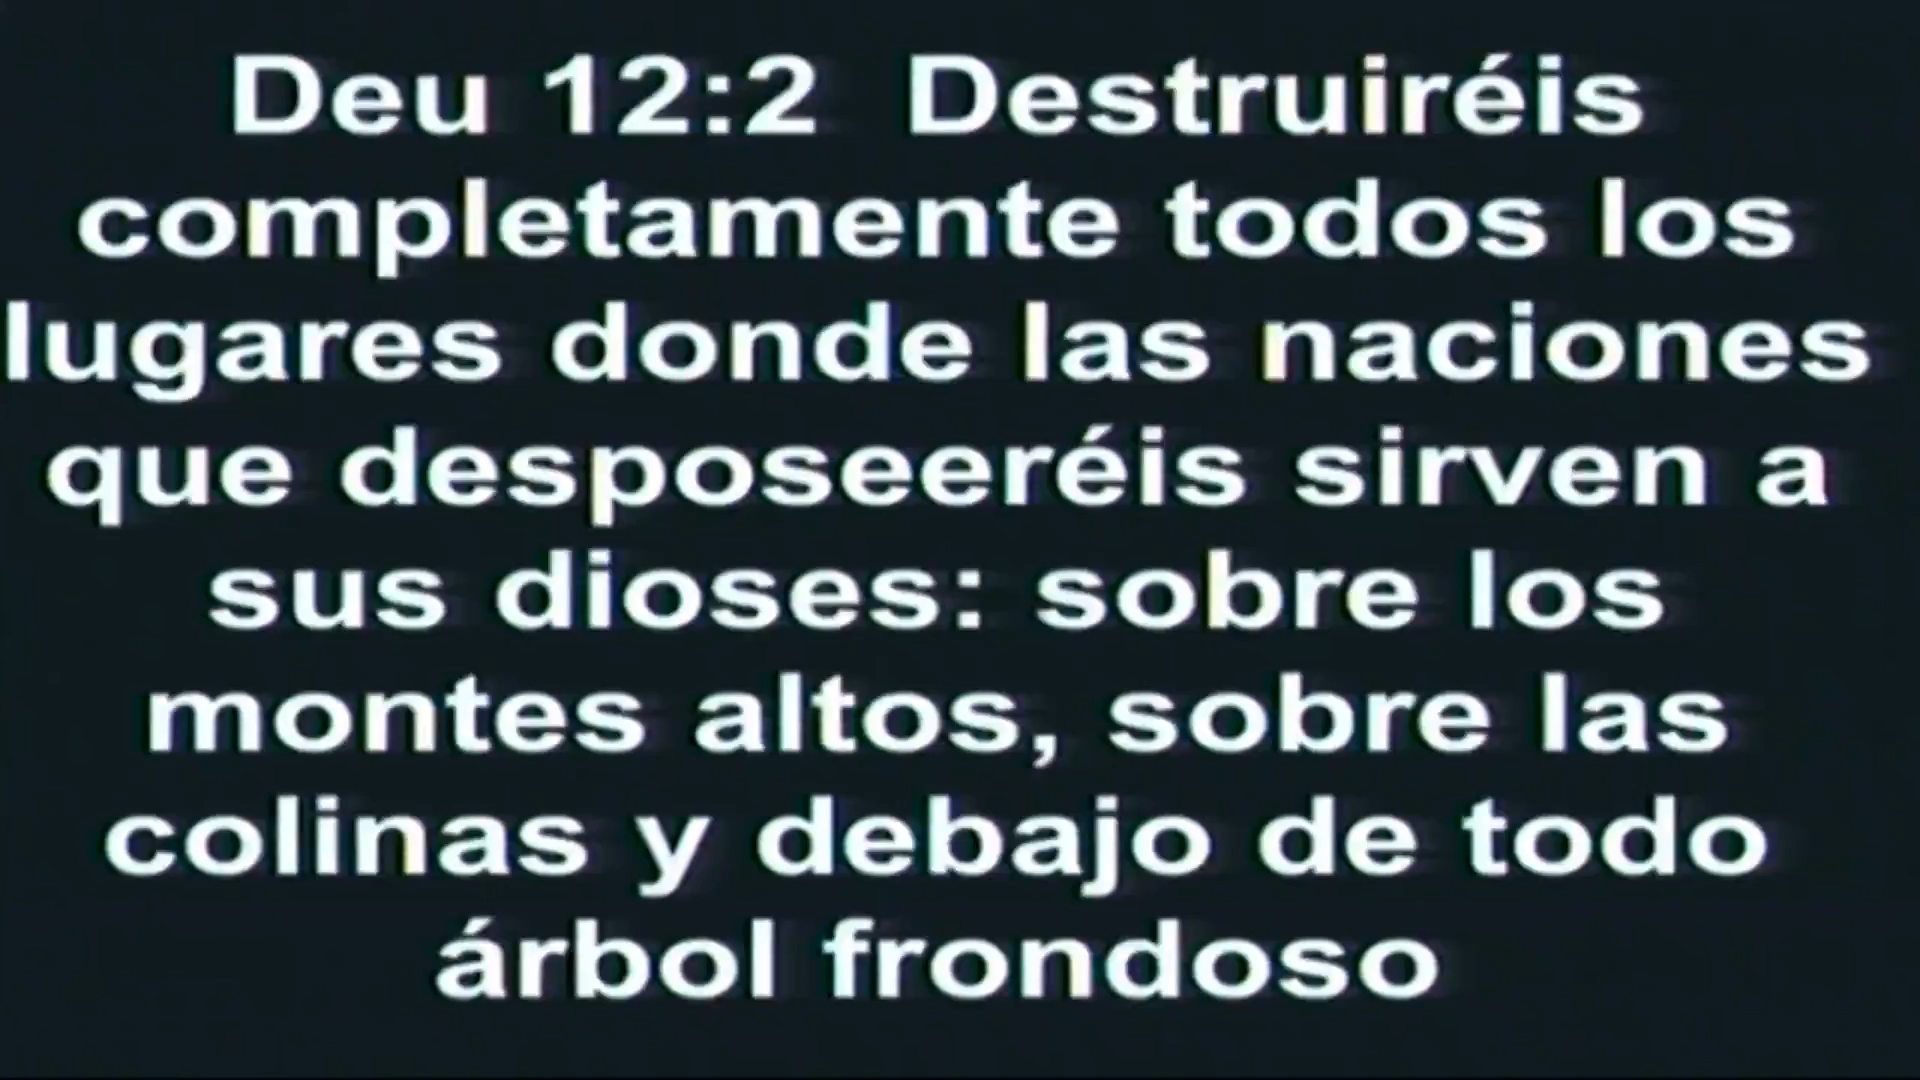 Deu 12:2  Destruiréis
completamente todos los
lugares donde las naciones
que desposeeréis sirven a
sus dioses: sobre los
montes altos, sobre las
colinas y debajo de todo
árbol frondoso